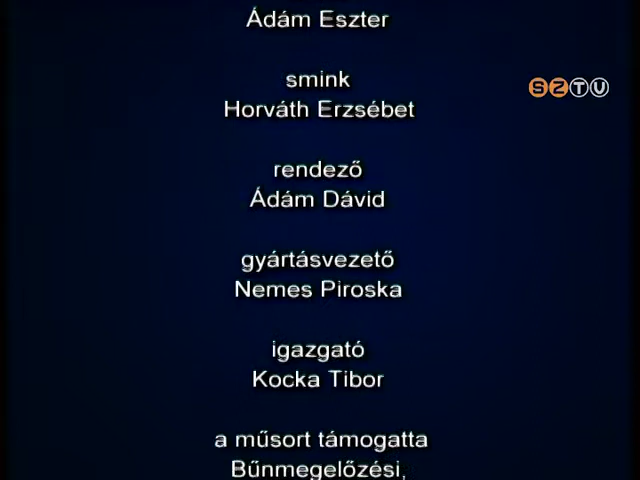 Ádám Eszter
smink
SZTV
Horváth Erzsébet
rendező
Ádám Dávid
gyártásvezető
Nemes Piroska
igazgató
Kocka Tibor
a műsort támogatta
Bűnmegelőzési,